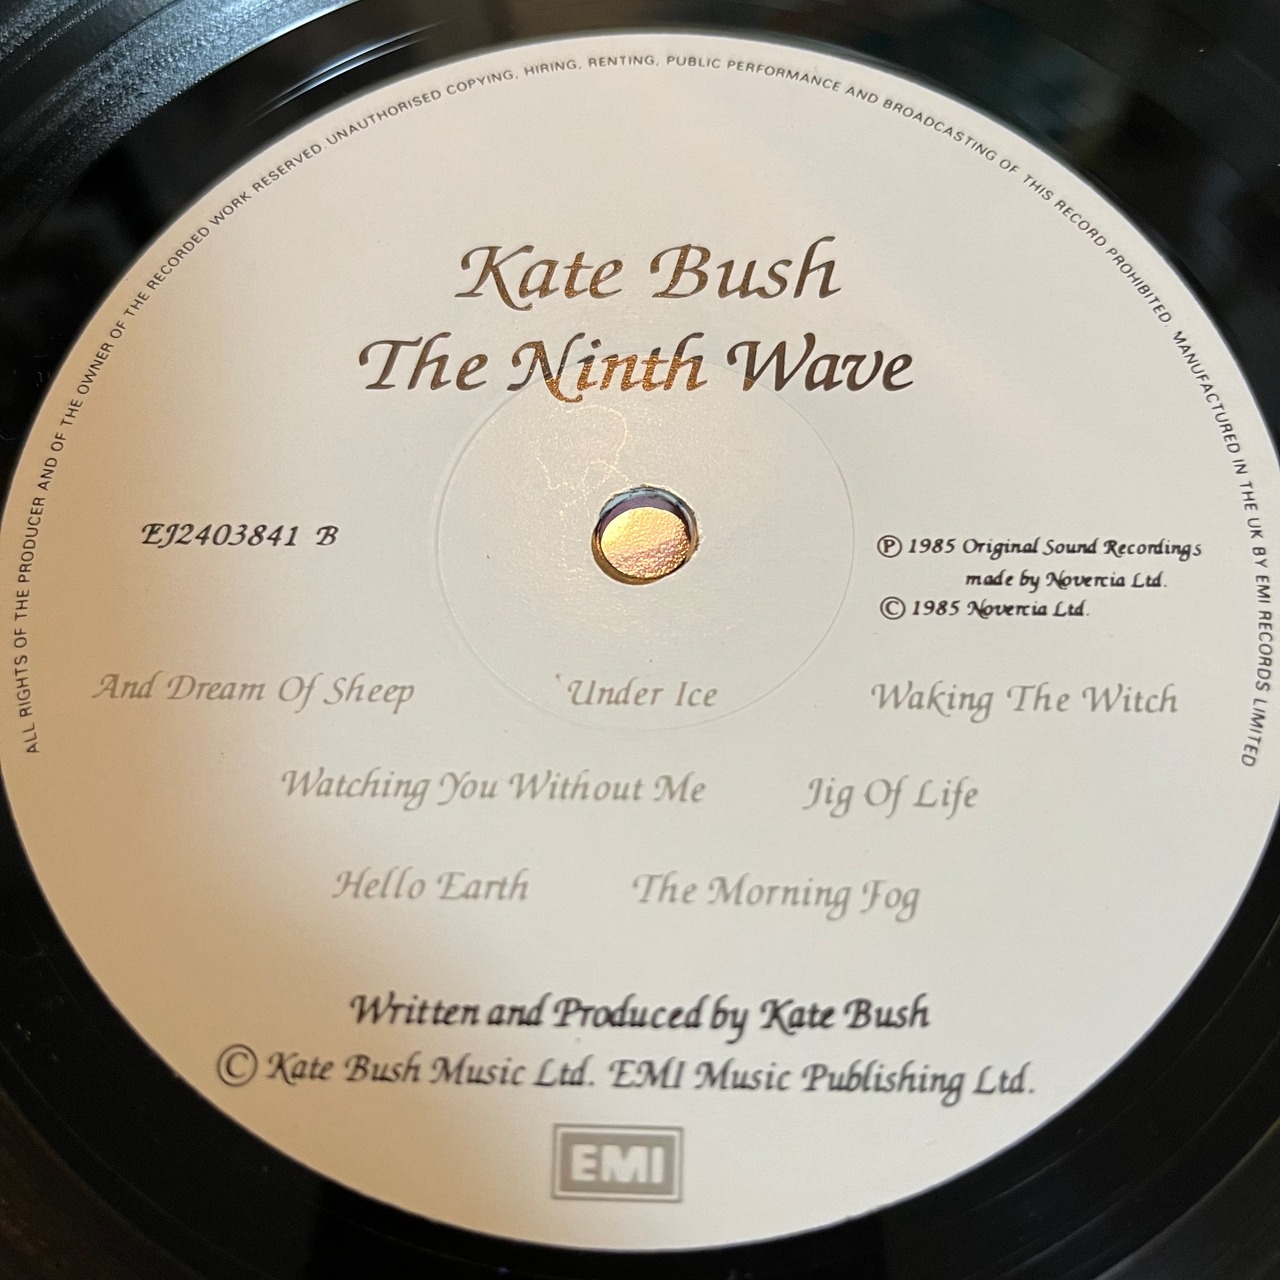 ALL RIGHTS OF THE PRODUCER AND OF THE OWNER OF THE RECORDED WORK RESERVED. UNAUTHORISED COPYING, HIRING, RENTING, PUBLIC PERFORMANCE AND BROADCASTING OF THIS RECORD PROHIBITED. MANUFACTURED IN THE UK BY EMI RECORDS LIMITED
Kate Bush
The Ninth Wave
EJ2403841 B
Ⓟ 1985 Original Sound Recordings
made by Novercia Ltd.
© 1985 Novercia Ltd.
And Dream Of Sheep Under Ice Waking The Witch
Watching You Without Me Jig Of Life
Hello Earth The Morning Fog
Written and Produced by Kate Bush
© Kate Bush Music Ltd. EMI Music Publishing Ltd.
EMI